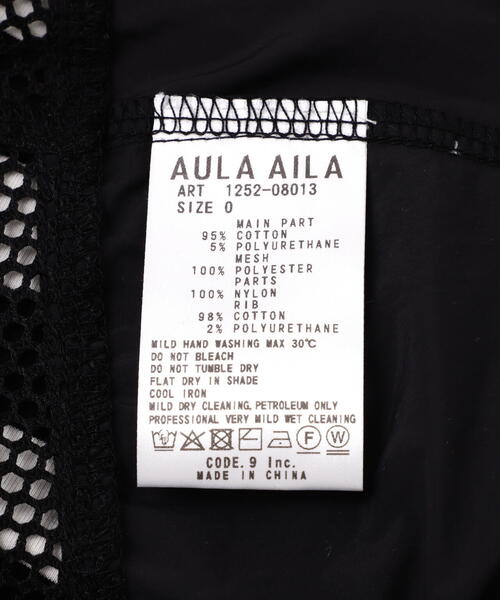 AULA AILA
ART 1252-08013
SIZE 0
MAIN PART
95% COTTON
5% POLYURETHANE
MESH
100% POLYESTER
PARTS
100% NYLON
RIB
98% COTTON
2% POLYURETHANE
MILD HAND WASHING MAX 30℃
DO NOT BLEACH
DO NOT TUMBLE DRY
FLAT DRY IN SHADE
COOL IRON
MILD DRY CLEANING, PETROLEUM ONLY
PROFESSIONAL VERY MILD WET CLEANING
F W
CODE.9 Inc.
MADE IN CHINA